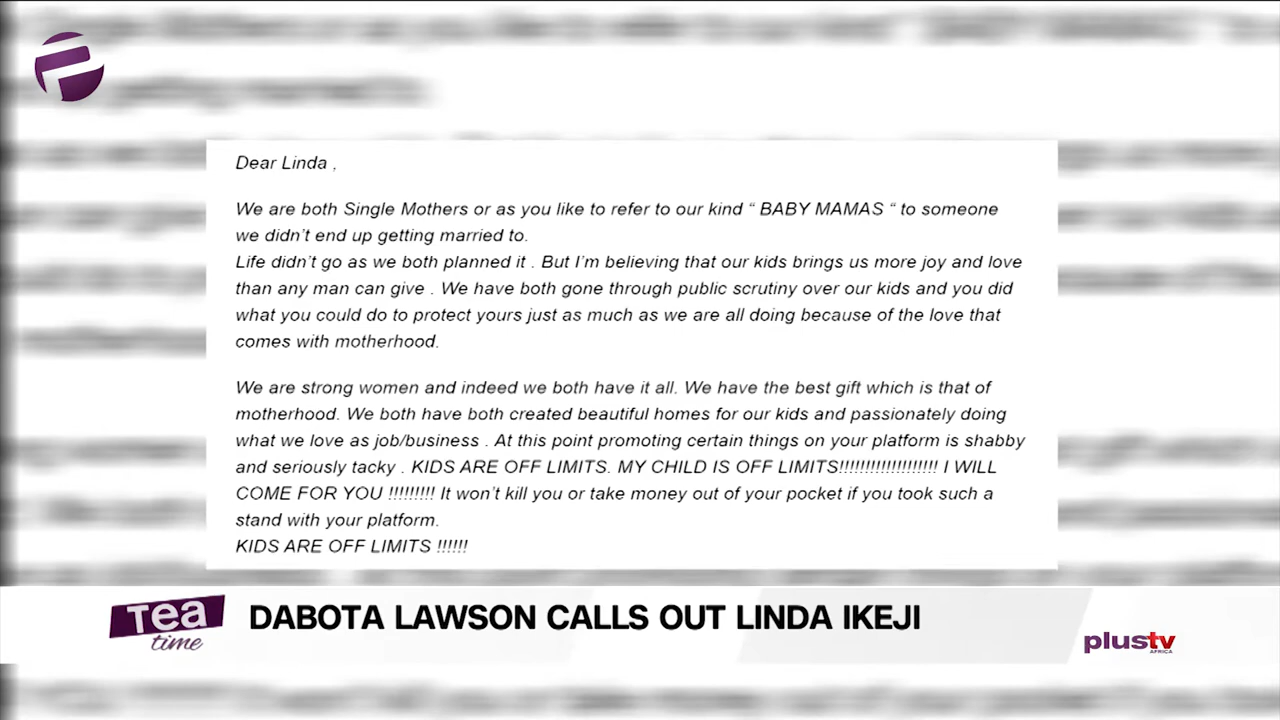 Dear Linda ,
We are both Single Mothers or as you like to refer to our kind “ BABY MAMAS “ to someone
we didn’t end up getting married to.
Life didn’t go as we both planned it . But I’m believing that our kids brings us more joy and love
than any man can give . We have both gone through public scrutiny over our kids and you did
what you could do to protect yours just as much as we are all doing because of the love that
comes with motherhood.
We are strong women and indeed we both have it all. We have the best gift which is that of
motherhood. We both have both created beautiful homes for our kids and passionately doing
what we love as job/business . At this point promoting certain things on your platform is shabby
and seriously tacky . KIDS ARE OFF LIMITS. MY CHILD IS OFF LIMITS!!!!!!!!!!!!!!!!!!! I WILL
COME FOR YOU !!!!!!!!! It won’t kill you or take money out of your pocket if you took such a
stand with your platform.
KIDS ARE OFF LIMITS !!!!!!
Tea
time
DABOTA LAWSON CALLS OUT LINDA IKEJI
plustv
AFRICA